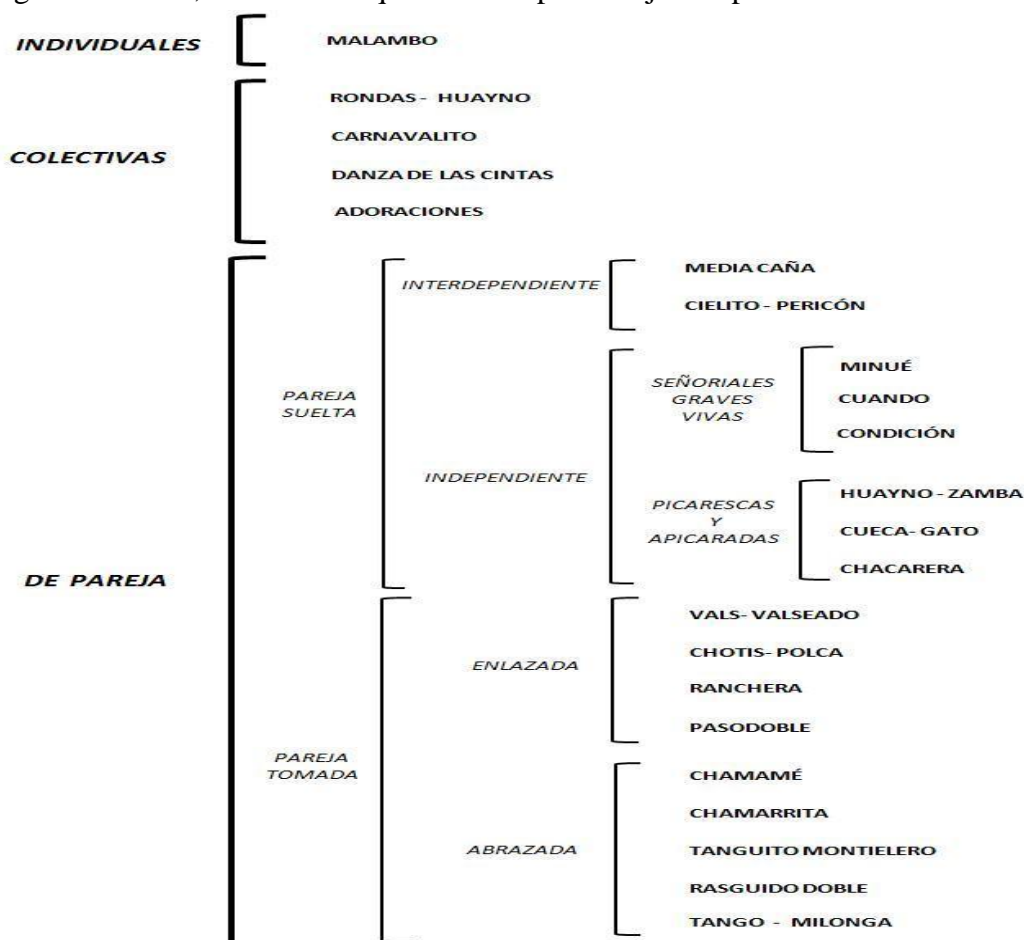 INDIVIDUALES
MALAMBO
COLECTIVAS
RONDAS - HUAYNO
CARNAVALITO
DANZA DE LAS CINTAS
ADORACIONES
DE PAREJA
PAREJA
SUELTA
INTERDEPENDIENTE
MEDIA CAÑA
CIELITO - PERICÓN
INDEPENDIENTE
SEÑORIALES
GRAVES
VIVAS
MINUÉ
CUANDO
CONDICIÓN
PICARESCAS
Y
APICARADAS
HUAYNO - ZAMBA
CUECA- GATO
CHACARERA
PAREJA
TOMADA
ENLAZADA
VALS- VALSEADO
CHOTIS- POLCA
RANCHERA
PASODOBLE
ABRAZADA
CHAMAMÉ
CHAMARRITA
TANGUITO MONTIELERO
RASGUIDO DOBLE
TANGO - MILONGA